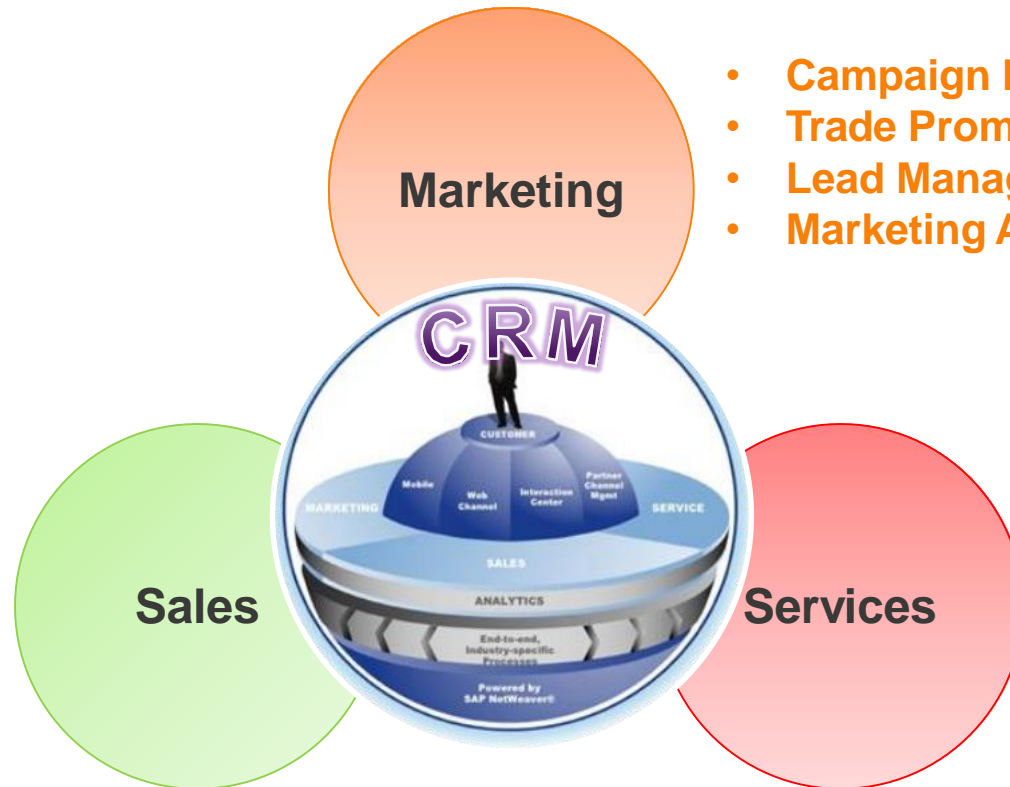 • Campaign
• Trade Prom
• Lead Manag
• Marketing A
Marketing
CRM
CUSTOMER
Mobile
Web
Channel
Interaction
Center
Partner
Channel
Mgmt
MARKETING
SERVICE
SALES
ANALYTICS
End-to-end,
Industry-specific
Processes
Powered by
SAP NetWeaver®
Sales
Services